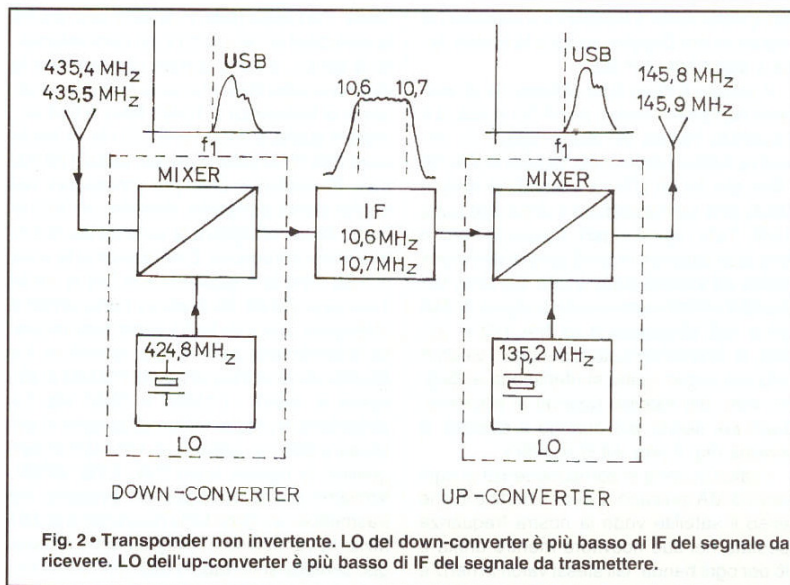 435,4 MHz
435,5 MHz
USB
f1
10,6 10,7
USB
f1
145,8 MHz
145,9 MHz
MIXER
IF
10,6 MHz
10,7 MHz
MIXER
424,8 MHz
LO
135,2 MHz
LO
DOWN-CONVERTER
UP-CONVERTER
Fig. 2 • Transponder non invertente. LO del down-converter è più basso di IF del segnale da
ricevere. LO dell'up-converter è più basso di IF del segnale da trasmettere.